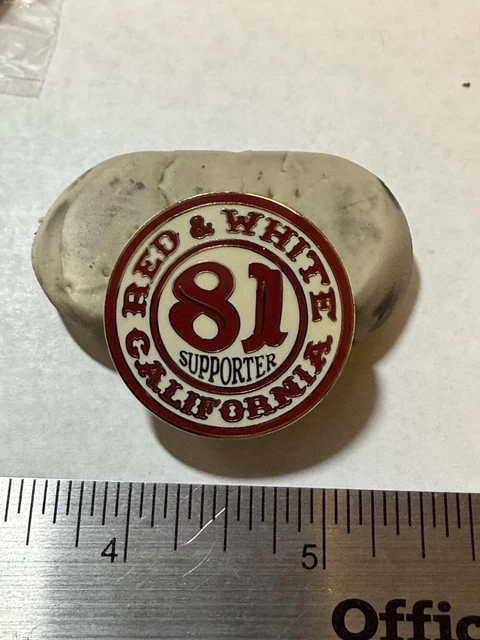 RED & WHITE
81
SUPPORTER
CALIFORNIA
4 5
Offic